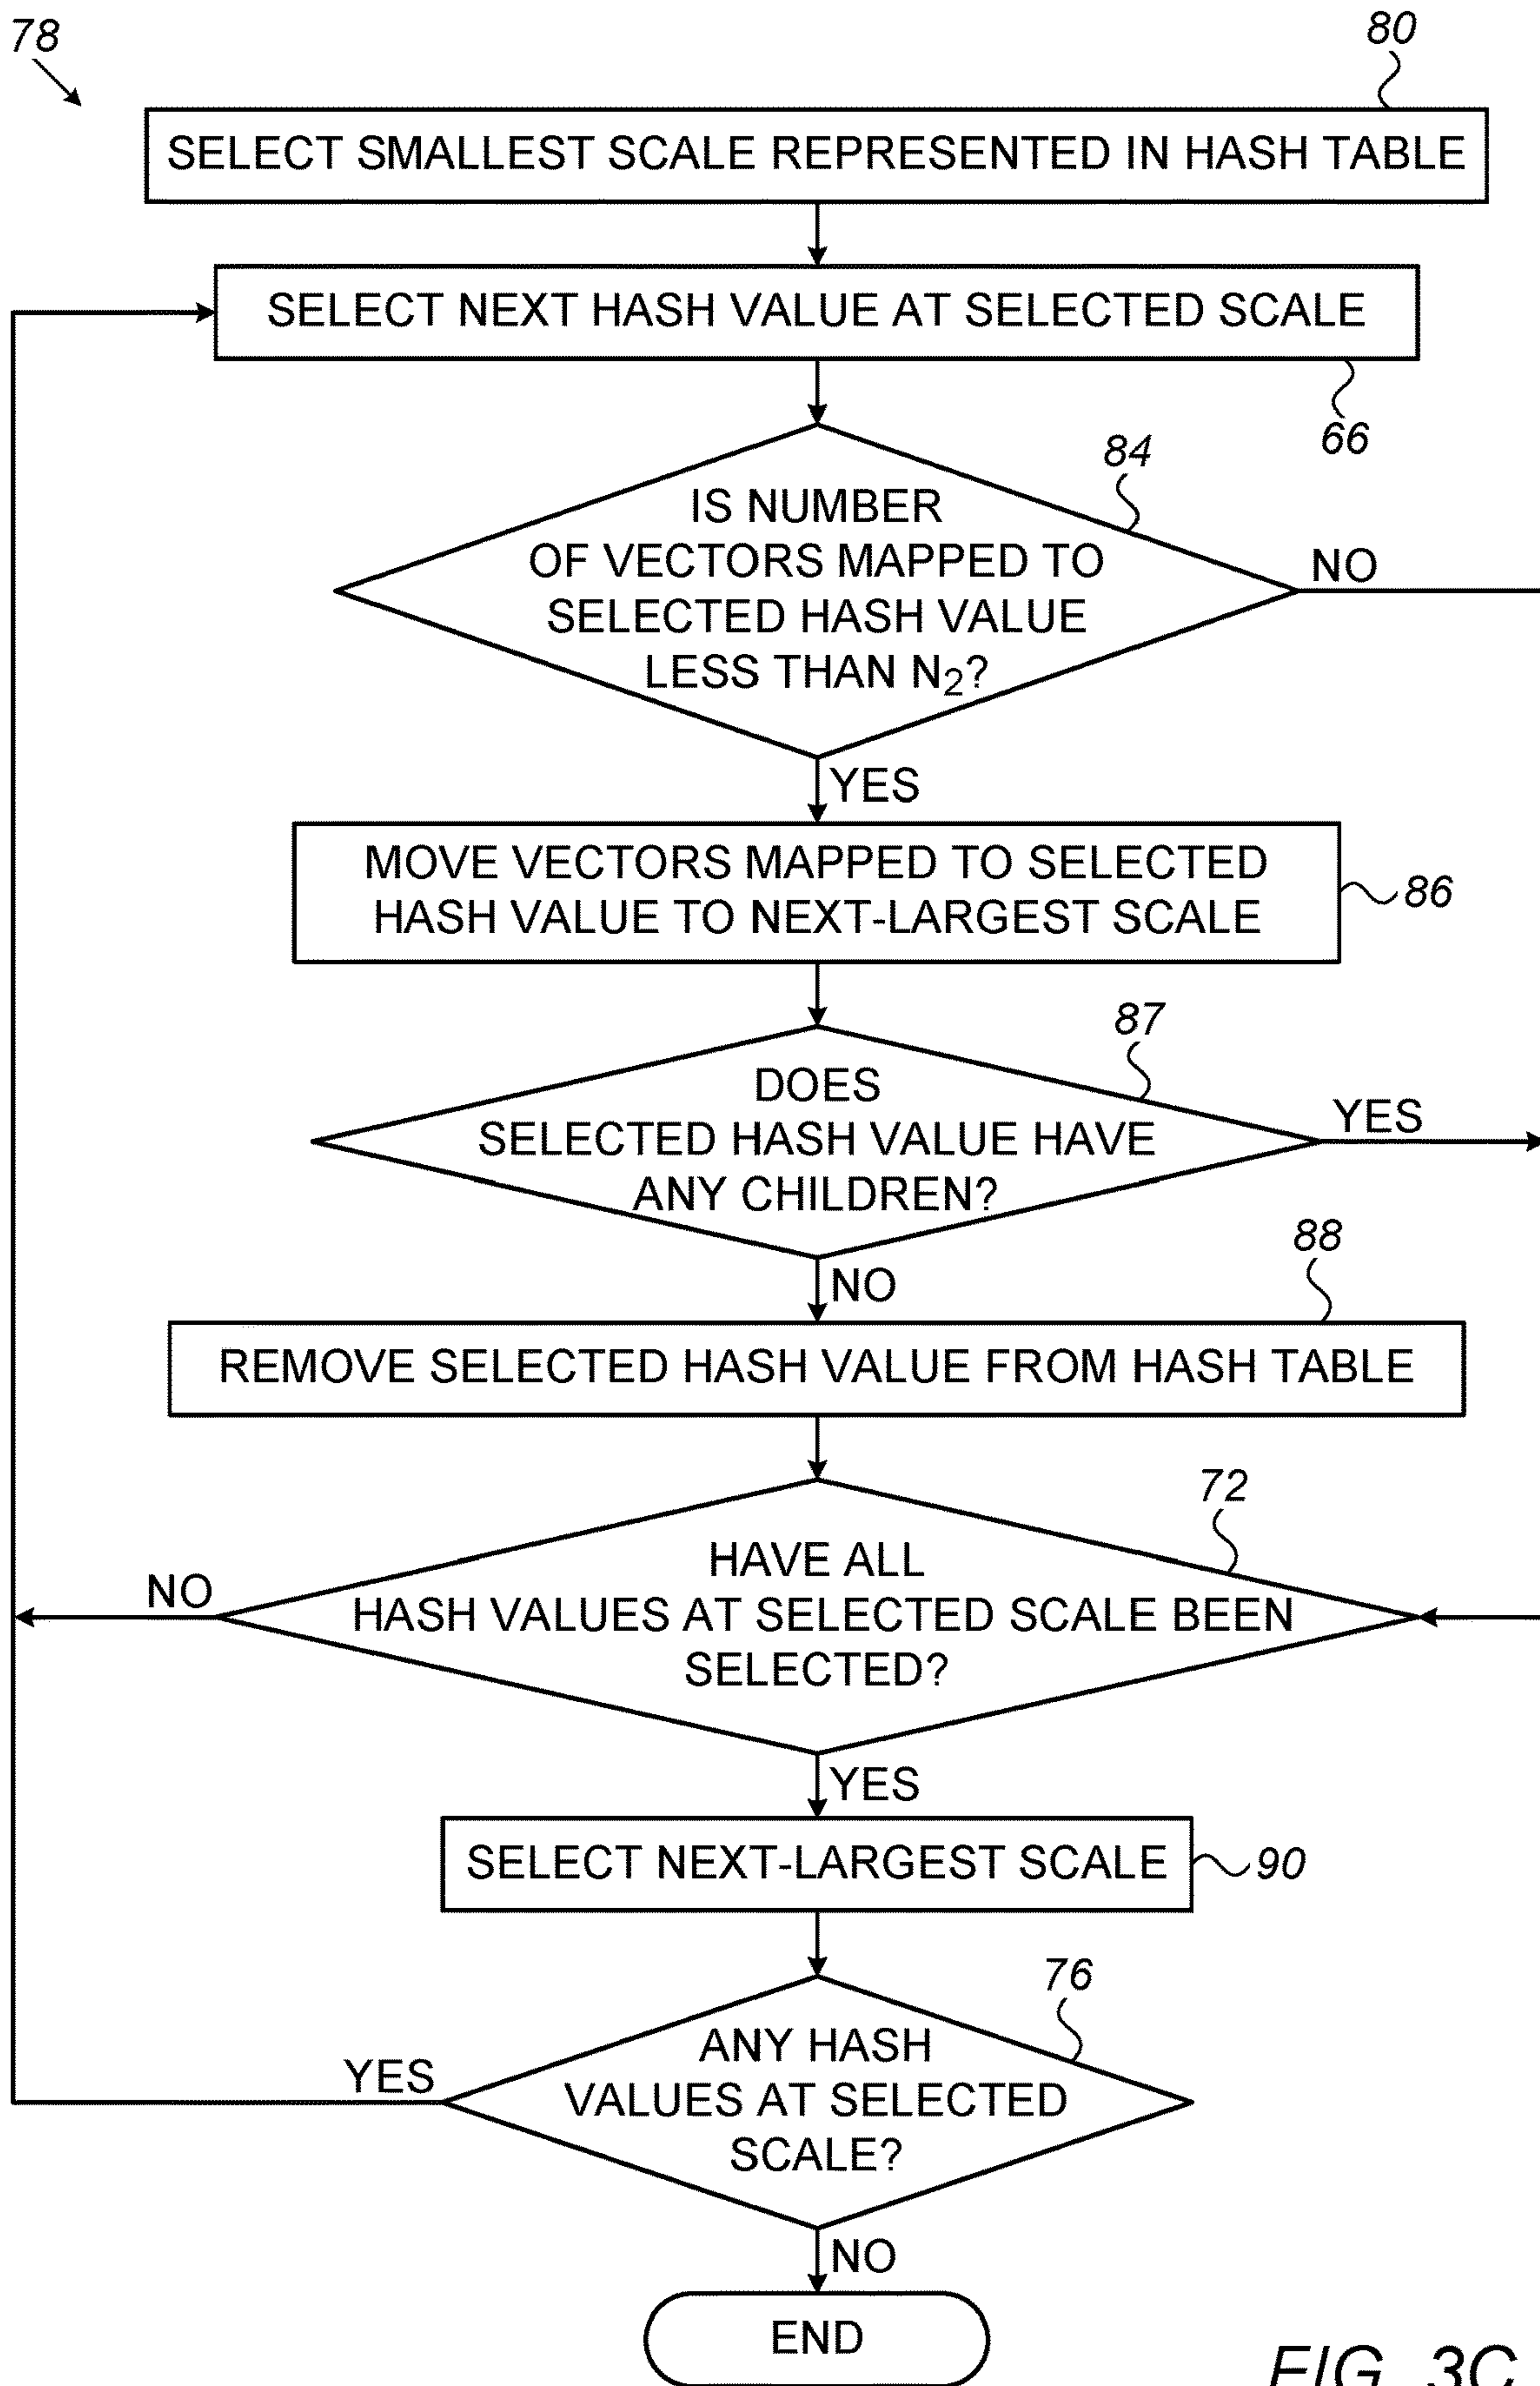 78
80
SELECT SMALLEST SCALE REPRESENTED IN HASH TABLE
SELECT NEXT HASH VALUE AT SELECTED SCALE
66
84
IS NUMBER
OF VECTORS MAPPED TO
SELECTED HASH VALUE
LESS THAN N₂?
NO
YES
MOVE VECTORS MAPPED TO SELECTED
HASH VALUE TO NEXT-LARGEST SCALE
86
87
DOES
SELECTED HASH VALUE HAVE
ANY CHILDREN?
YES
NO
88
REMOVE SELECTED HASH VALUE FROM HASH TABLE
72
HAVE ALL
HASH VALUES AT SELECTED SCALE BEEN
SELECTED?
NO
YES
SELECT NEXT-LARGEST SCALE
90
76
ANY HASH
VALUES AT SELECTED
SCALE?
YES
NO
END
FIG. 3C